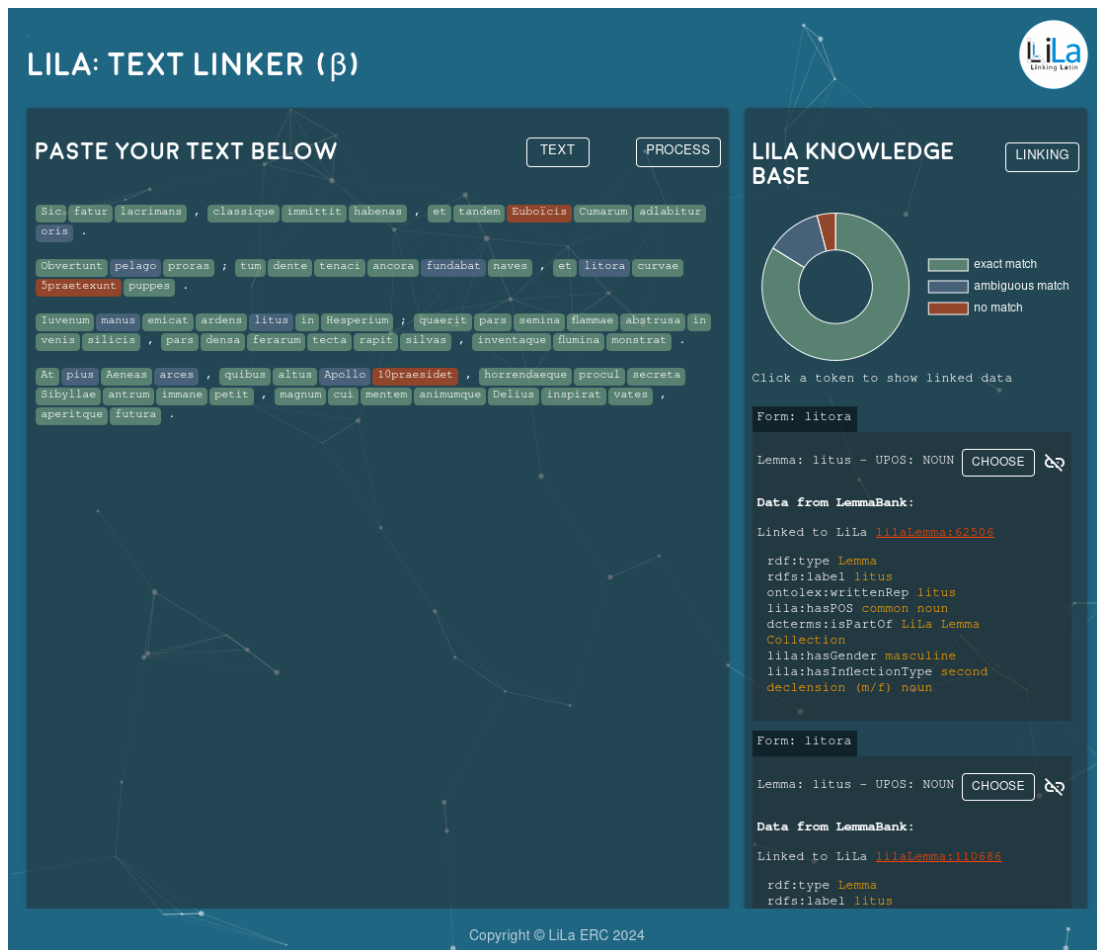 LILA: TEXT LINKER (β)
LiLa
Linking Latin
PASTE YOUR TEXT BELOW
TEXT
PROCESS
Sic fatur lacrimans , classique immittit habenas , et tandem Euboïcis Cumarum adlabitur
oris .
Obvertunt pelago proras ; tum dente tenaci ancora fundabat naves , et litora curvae
5praetexunt puppes .
Iuvenum manus emicat ardens litus in Hesperium ; quaerit pars semina flammae abstrusa in
venis silicis , pars densa ferarum tecta rapit silvas , inventaque flumina monstrat .
At pius Aeneas arces , quibus altus Apollo 10praesidet , horrendaeque procul secreta
Sibyllae antrum immane petit , magnum cui mentem animumque Delius inspirat vates ,
aperitque futura .
LILA KNOWLEDGE
BASE
LINKING
exact match
ambiguous match
no match
Click a token to show linked data
Form: litora
Lemma: litus - UPOS: NOUN CHOOSE
Data from LemmaBank:
Linked to LiLa lilaLemma:62506
rdf:type Lemma
rdfs:label litus
ontolex:writtenRep litus
lila:hasPOS common noun
dcterms:isPartOf LiLa Lemma
Collection
lila:hasGender masculine
lila:hasInflectionType second
declension (m/f) noun
Form: litora
Lemma: litus - UPOS: NOUN CHOOSE
Data from LemmaBank:
Linked to LiLa lilaLemma:110686
rdf:type Lemma
rdfs:label litus
Copyright © LiLa ERC 2024